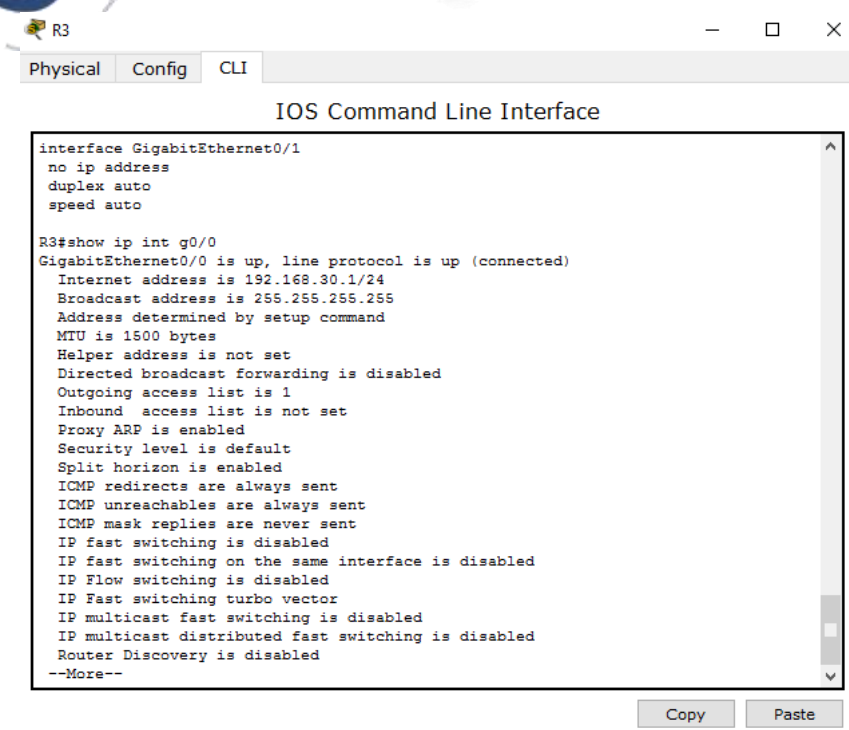 R3
Physical Config CLI
IOS Command Line Interface
interface GigabitEthernet0/1
no ip address
duplex auto
speed auto
R3#show ip int g0/0
GigabitEthernet0/0 is up, line protocol is up (connected)
Internet address is 192.168.30.1/24
Broadcast address is 255.255.255.255
Address determined by setup command
MTU is 1500 bytes
Helper address is not set
Directed broadcast forwarding is disabled
Outgoing access list is 1
Inbound  access list is not set
Proxy ARP is enabled
Security level is default
Split horizon is enabled
ICMP redirects are always sent
ICMP unreachables are always sent
ICMP mask replies are never sent
IP fast switching is disabled
IP fast switching on the same interface is disabled
IP Flow switching is disabled
IP Fast switching turbo vector
IP multicast fast switching is disabled
IP multicast distributed fast switching is disabled
Router Discovery is disabled
--More--
Copy Paste